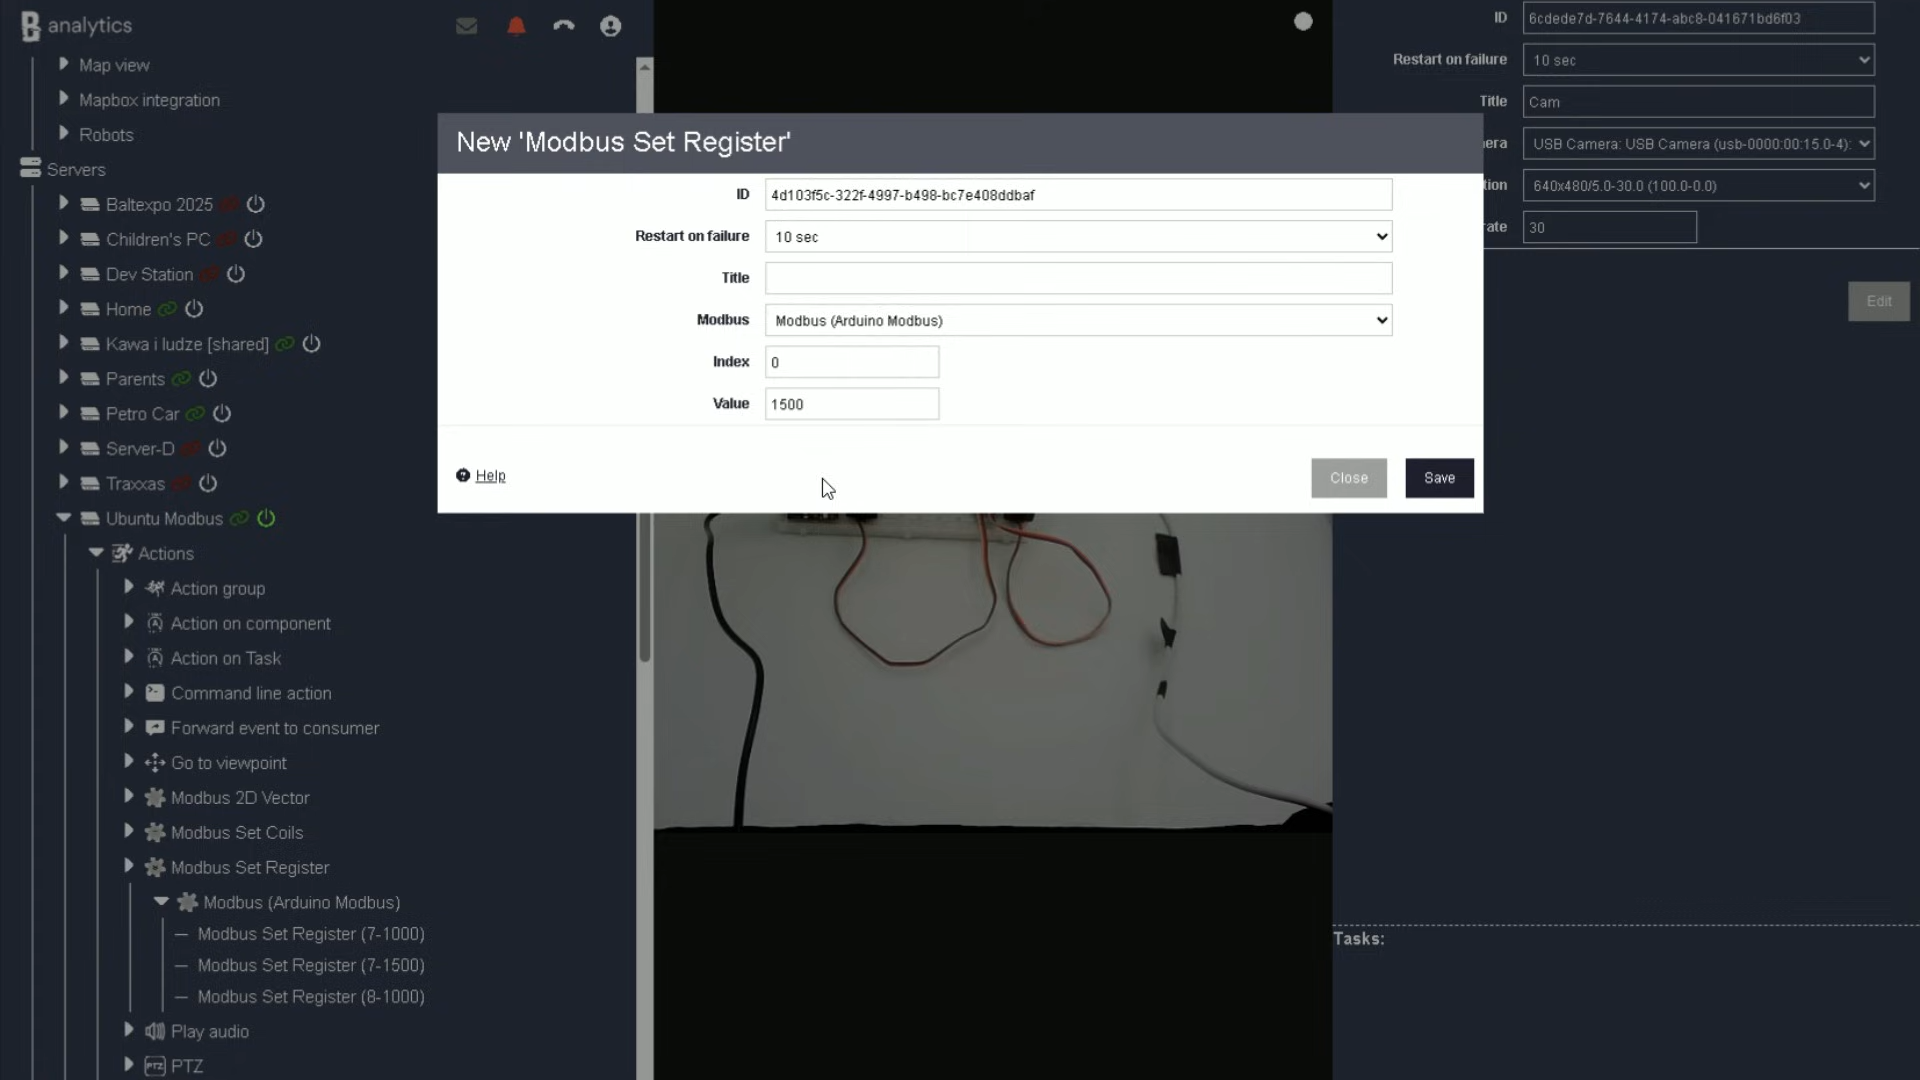 analytics
Map view
Mapbox integration
Robots
Servers
Baltexpo 2025
Children's PC
Dev Station
Home
Kawa i ludze [shared]
Parents
Petro Car
Server-D
Traxxas
Ubuntu Modbus
Actions
Action group
Action on component
Action on Task
Command line action
Forward event to consumer
Go to viewpoint
Modbus 2D Vector
Modbus Set Coils
Modbus Set Register
Modbus (Arduino Modbus)
Modbus Set Register (7-1000)
Modbus Set Register (7-1500)
Modbus Set Register (8-1000)
Play audio
PTZ PTZ
New 'Modbus Set Register'
ID 4d103f5c-322f-4997-b498-bc7e408ddbaf
Restart on failure 10 sec
Title
Modbus Modbus (Arduino Modbus)
Index 0
Value 1500
Help
Close Save
ID 6cdede7d-7644-4174-abc8-041671bd6f03
Restart on failure 10 sec
Title Cam
era USB Camera: USB Camera (usb-0000:00:15.0-4):
tion 640x480/5.0-30.0 (100.0-0.0)
rate 30
Edit
Tasks: